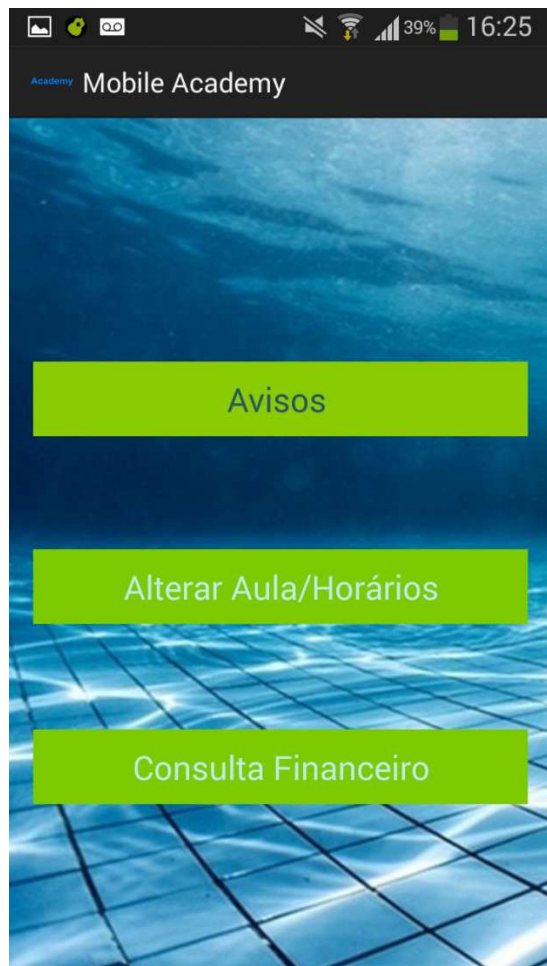 39% 16:25
Academy Mobile Academy
Avisos
Alterar Aula/Horários
Consulta Financeiro